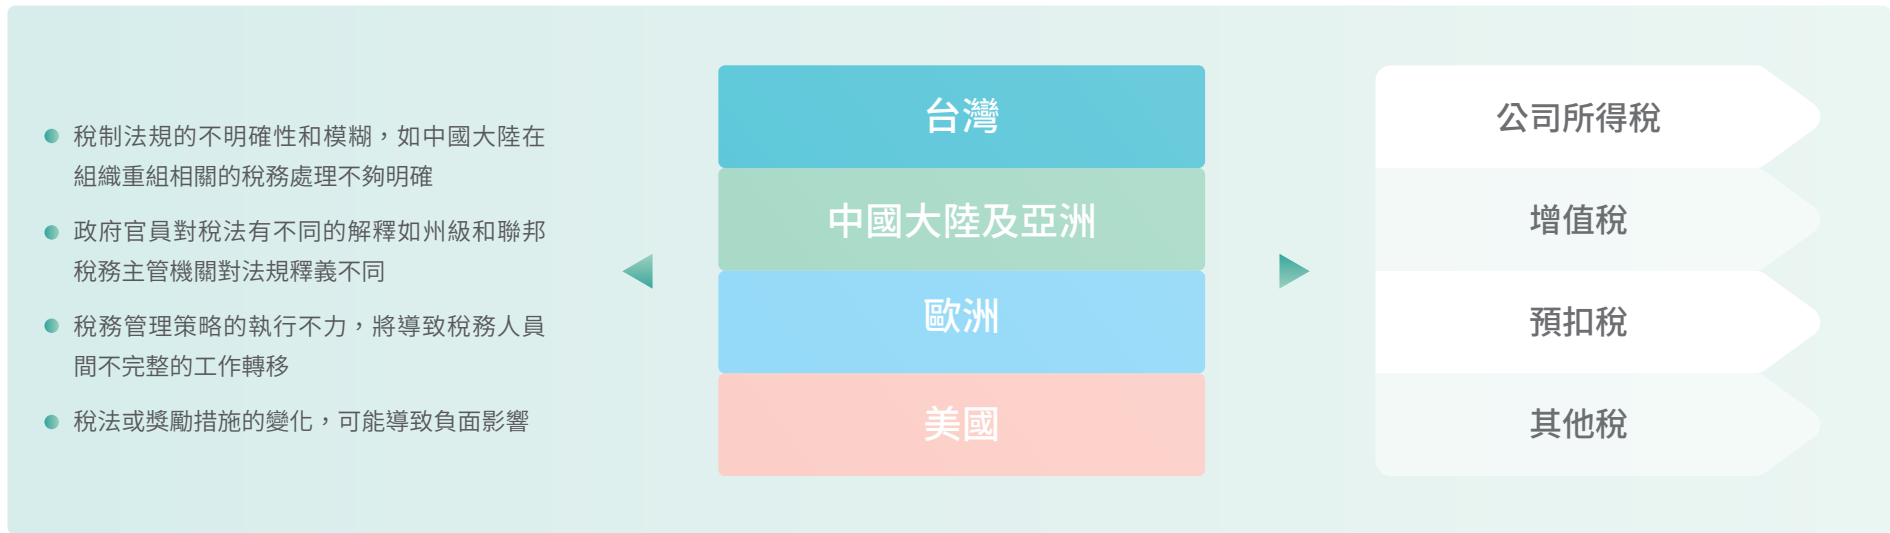 稅制法規的不明確性和模糊，如中國大陸在
組織重組相關的稅務處理不夠明確
政府官員對稅法有不同的解釋如州級和聯邦
稅務主管機關對法規釋義不同
稅務管理策略的執行不力，將導致稅務人員
間不完整的工作轉移
稅法或獎勵措施的變化，可能導致負面影響
台灣
中國大陸及亞洲
歐洲
美國
公司所得稅
增值稅
預扣稅
其他稅